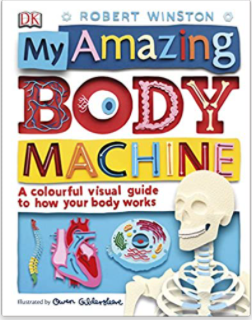 DK
ROBERT WINSTON
My Amazing
BODY
MACHINE
A colourful visual guide
to how your body works
Illustrated by Owen Gildersleeve